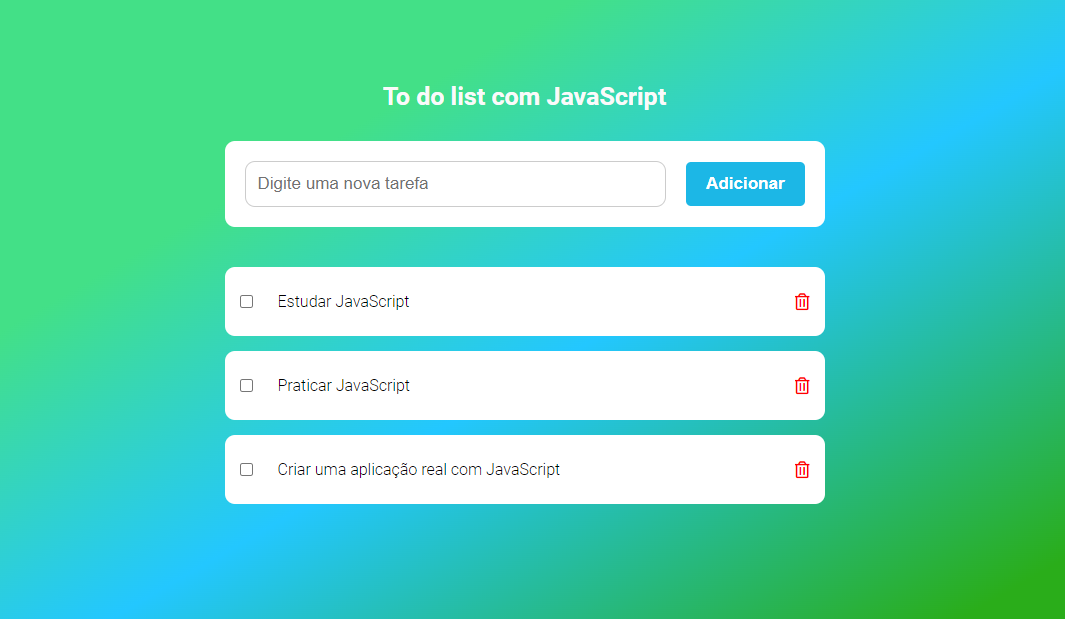 To do list com JavaScript
Digite uma nova tarefa
Adicionar
Estudar JavaScript
Praticar JavaScript
Criar uma aplicação real com JavaScript